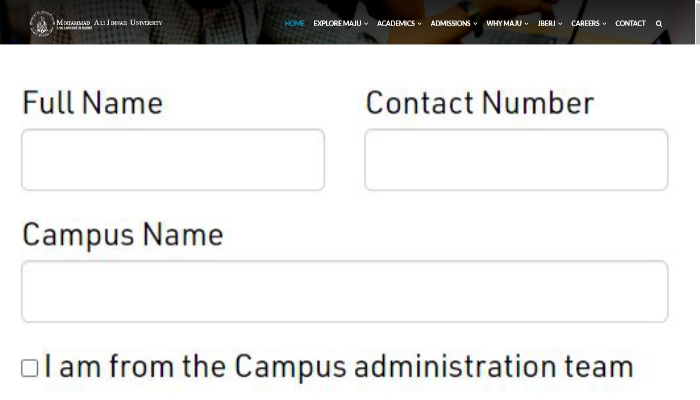 Mohammad Ali Jinnah University
HOME EXPLORE MAJU ACADEMICS ADMISSIONS WHY MAJU JBERJ CAREERS CONTACT
Full Name Contact Number
Campus Name
I am from the Campus administration team